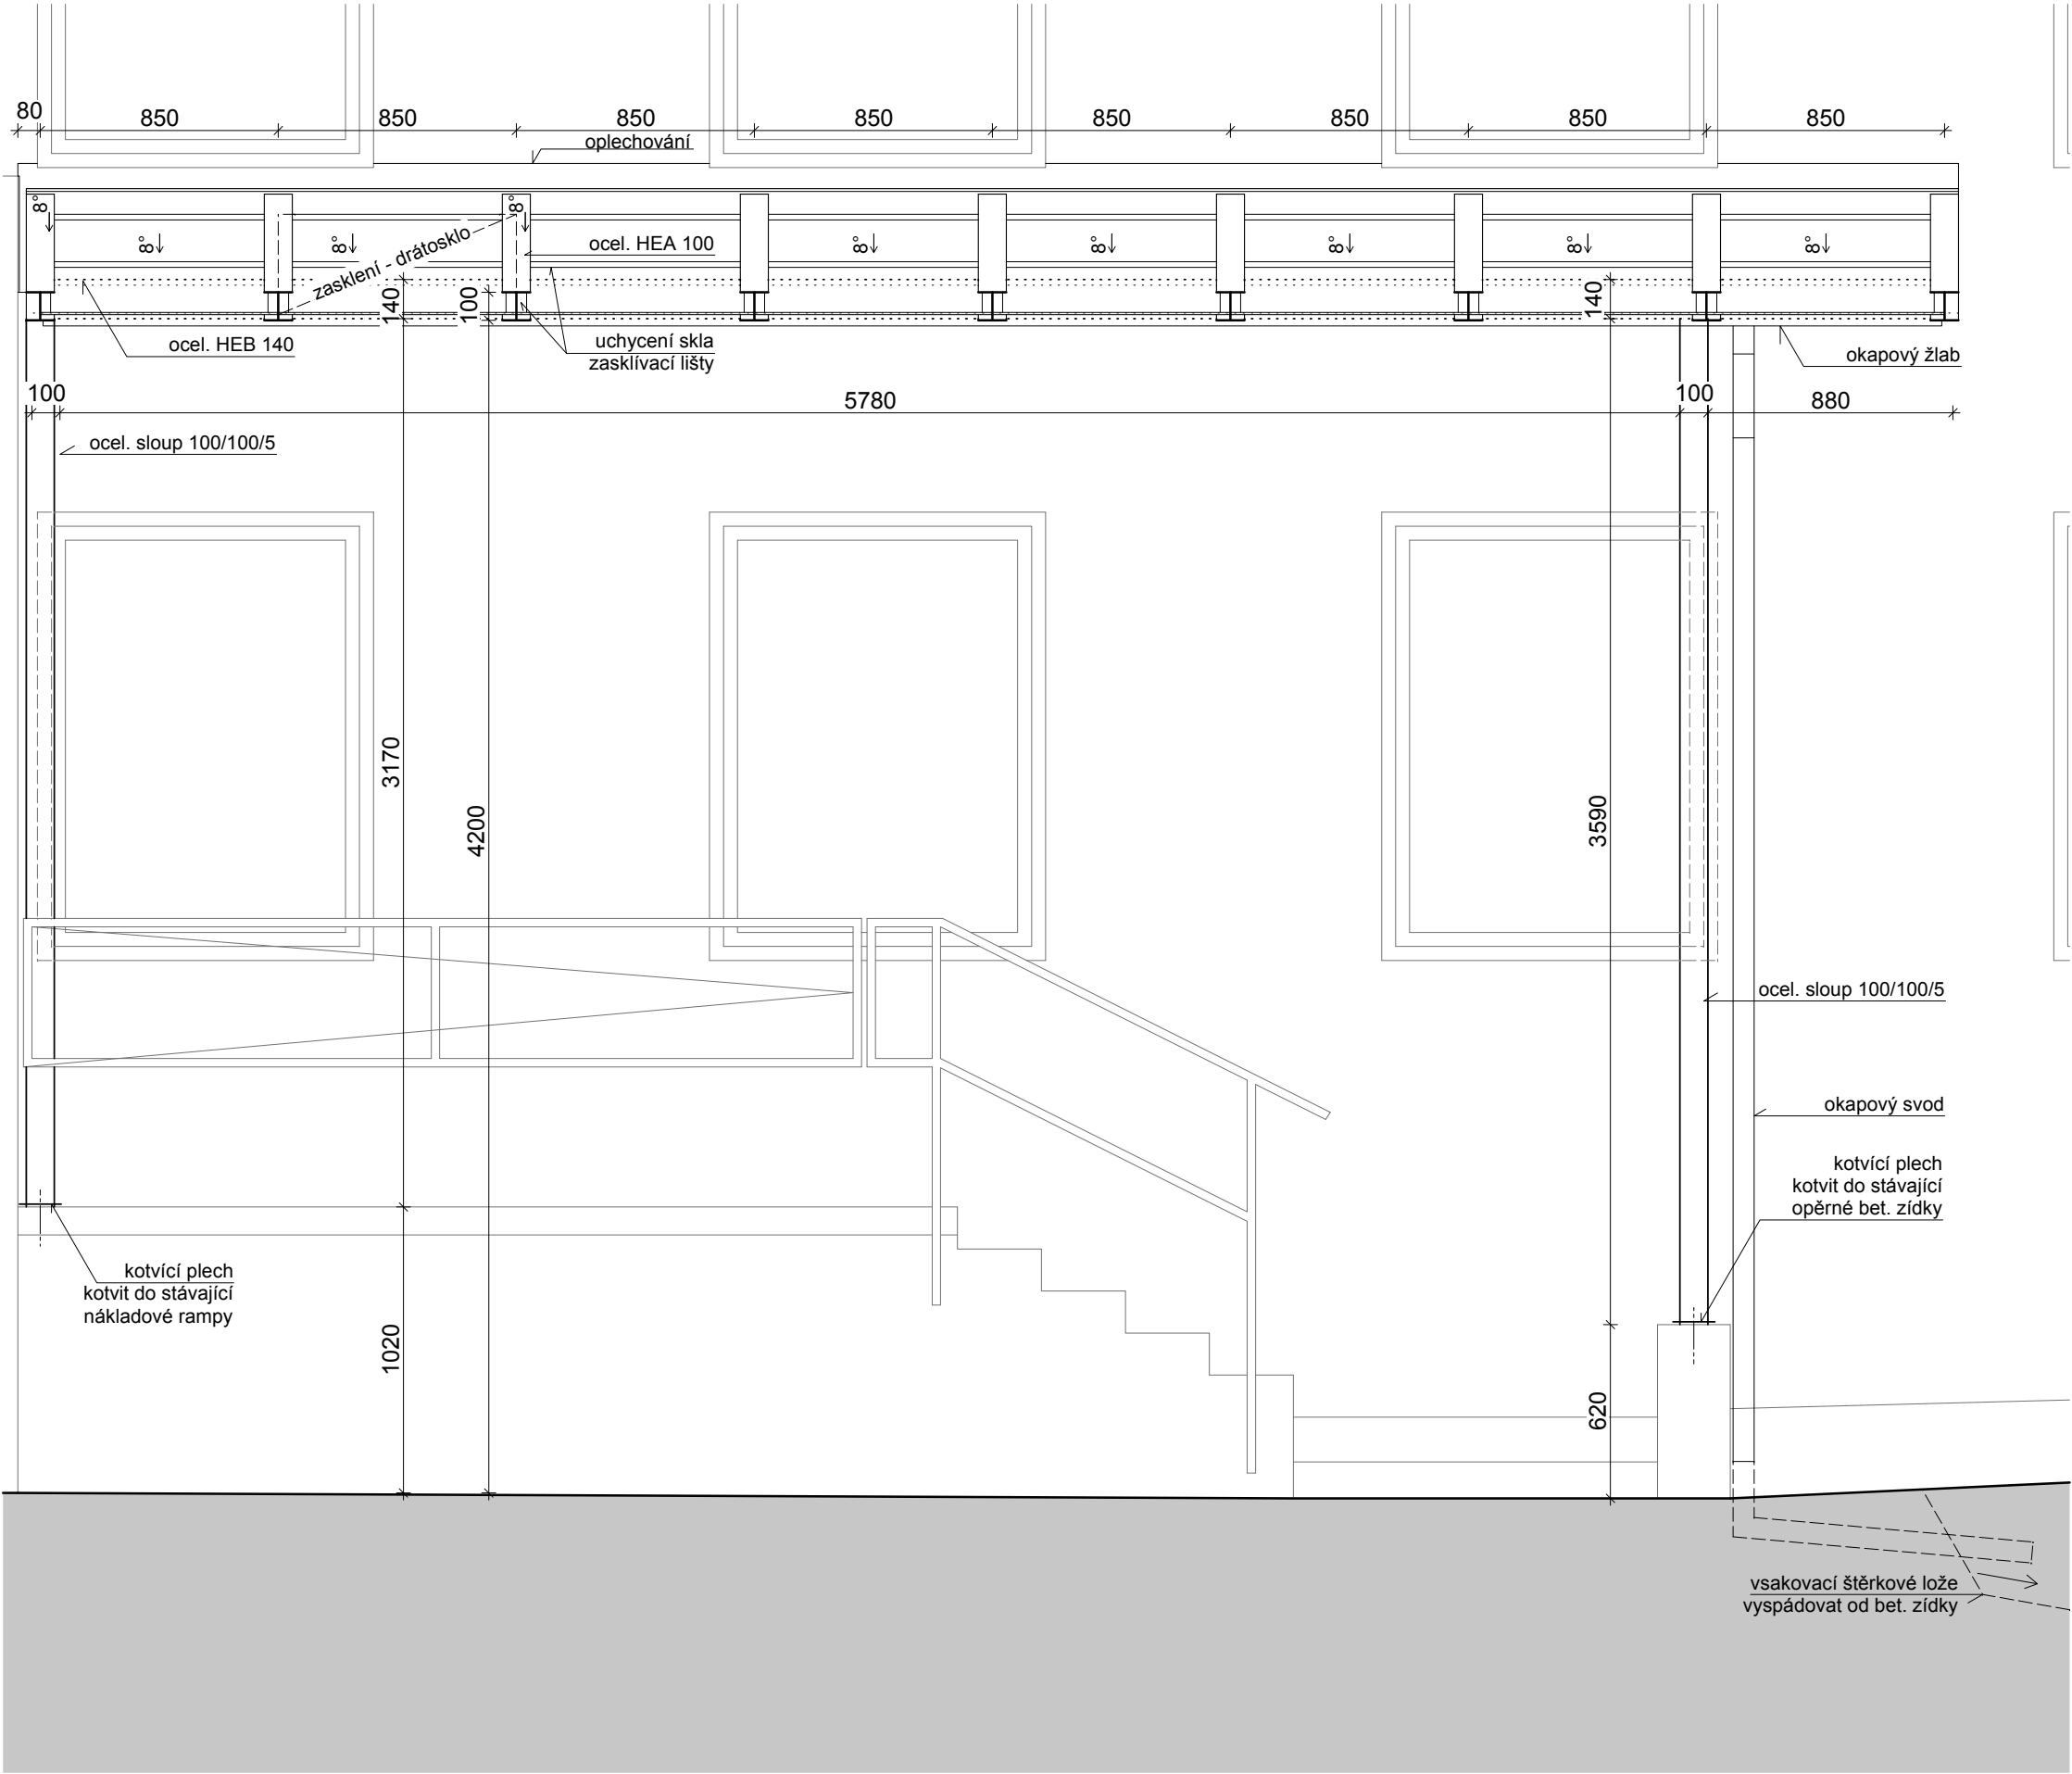 80
850
850
850
850
850
850
850
850
oplechování
8°
8°
8°
8°
8°
8°
8°
8°
8°
ocel. HEA 100
zasklení - drátosklo
140
100
140
ocel. HEB 140
uchycení skla
zasklívací lišty
okapový žlab
100
5780
100
880
ocel. sloup 100/100/5
3170
4200
3590
ocel. sloup 100/100/5
okapový svod
kotvící plech
kotvit do stávající
opěrné bet. zídky
kotvící plech
kotvit do stávající
nákladové rampy
1020
620
vsakovací štěrkové lože
vyspádovat od bet. zídky